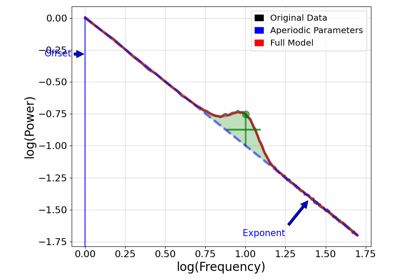 0.00
−0.25
Offset
−0.50
−0.75
−1.00
−1.25
−1.50
−1.75
log(Power)
Original Data
Aperiodic Parameters
Full Model
Exponent
0.00 0.25 0.50 0.75 1.00 1.25 1.50 1.75
log(Frequency)